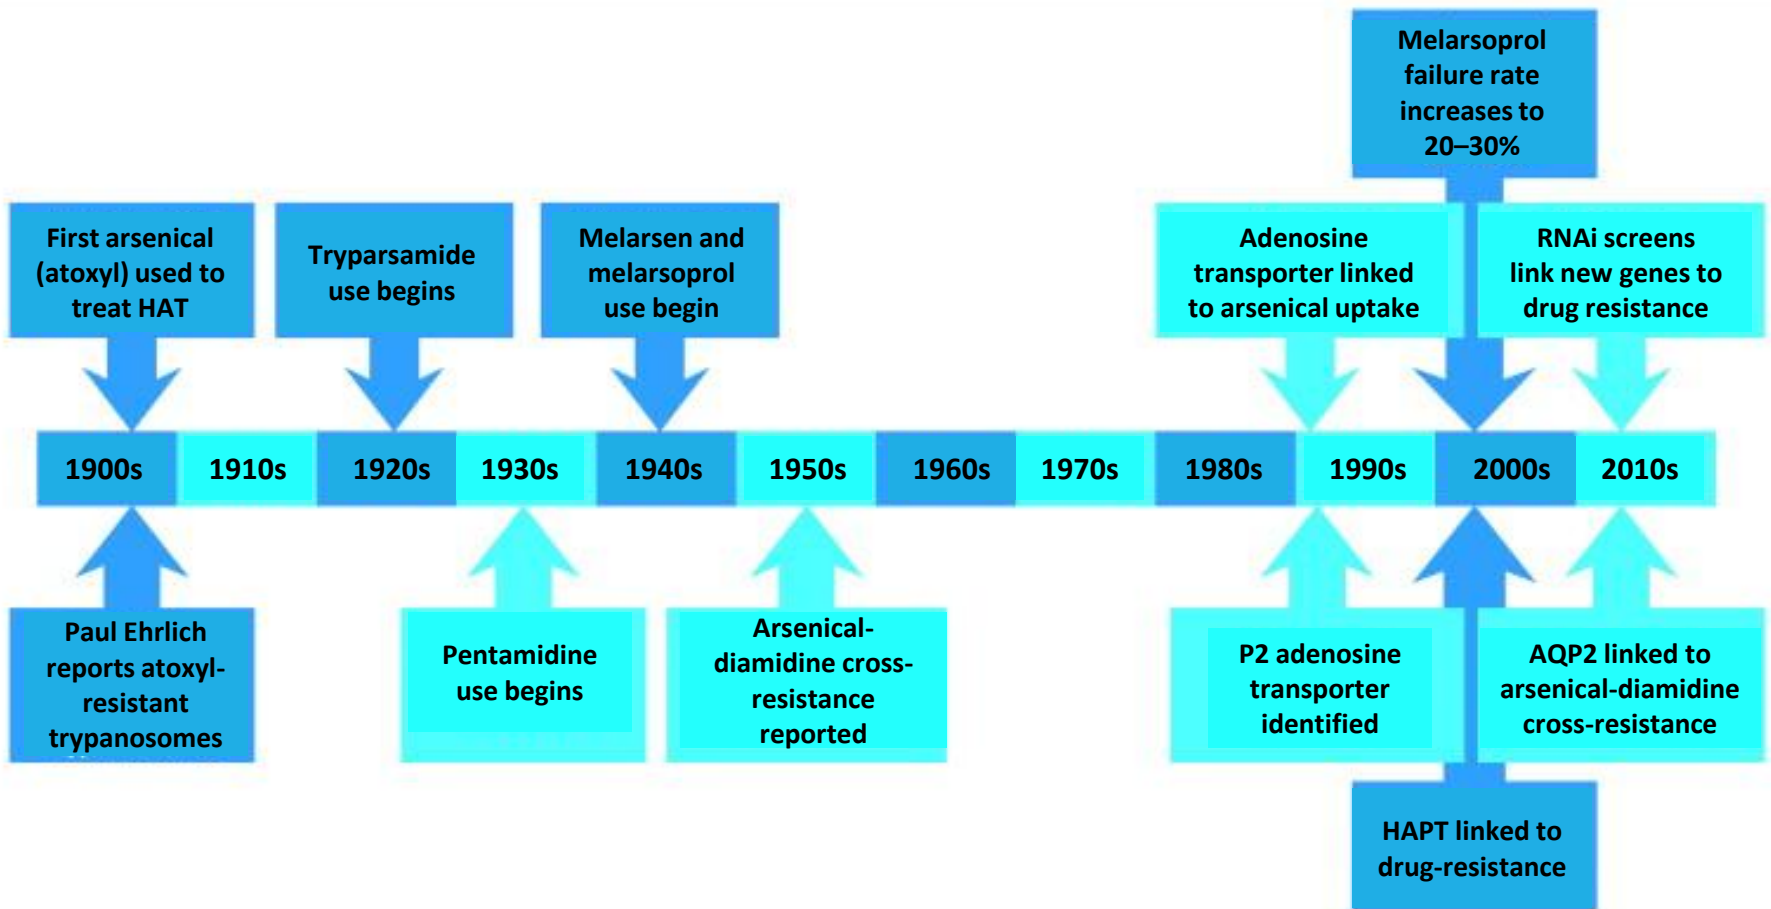 Melarsoprol
failure rate
increases to
20–30%
First arsenical
(atoxyl) used to
treat HAT
Tryparsamide
use begins
Melarsen and
melarsoprol
use begin
Adenosine
transporter linked
to arsenical uptake
RNAi screens
link new genes to
drug resistance
1900s
1910s
1920s
1930s
1940s
1950s
1960s
1970s
1980s
1990s
2000s
2010s
Paul Ehrlich
reports atoxyl-
resistant
trypanosomes
Pentamidine
use begins
Arsenical-
diamidine cross-
resistance
reported
P2 adenosine
transporter
identified
AQP2 linked to
arsenical-diamidine
cross-resistance
HAPT linked to
drug-resistance